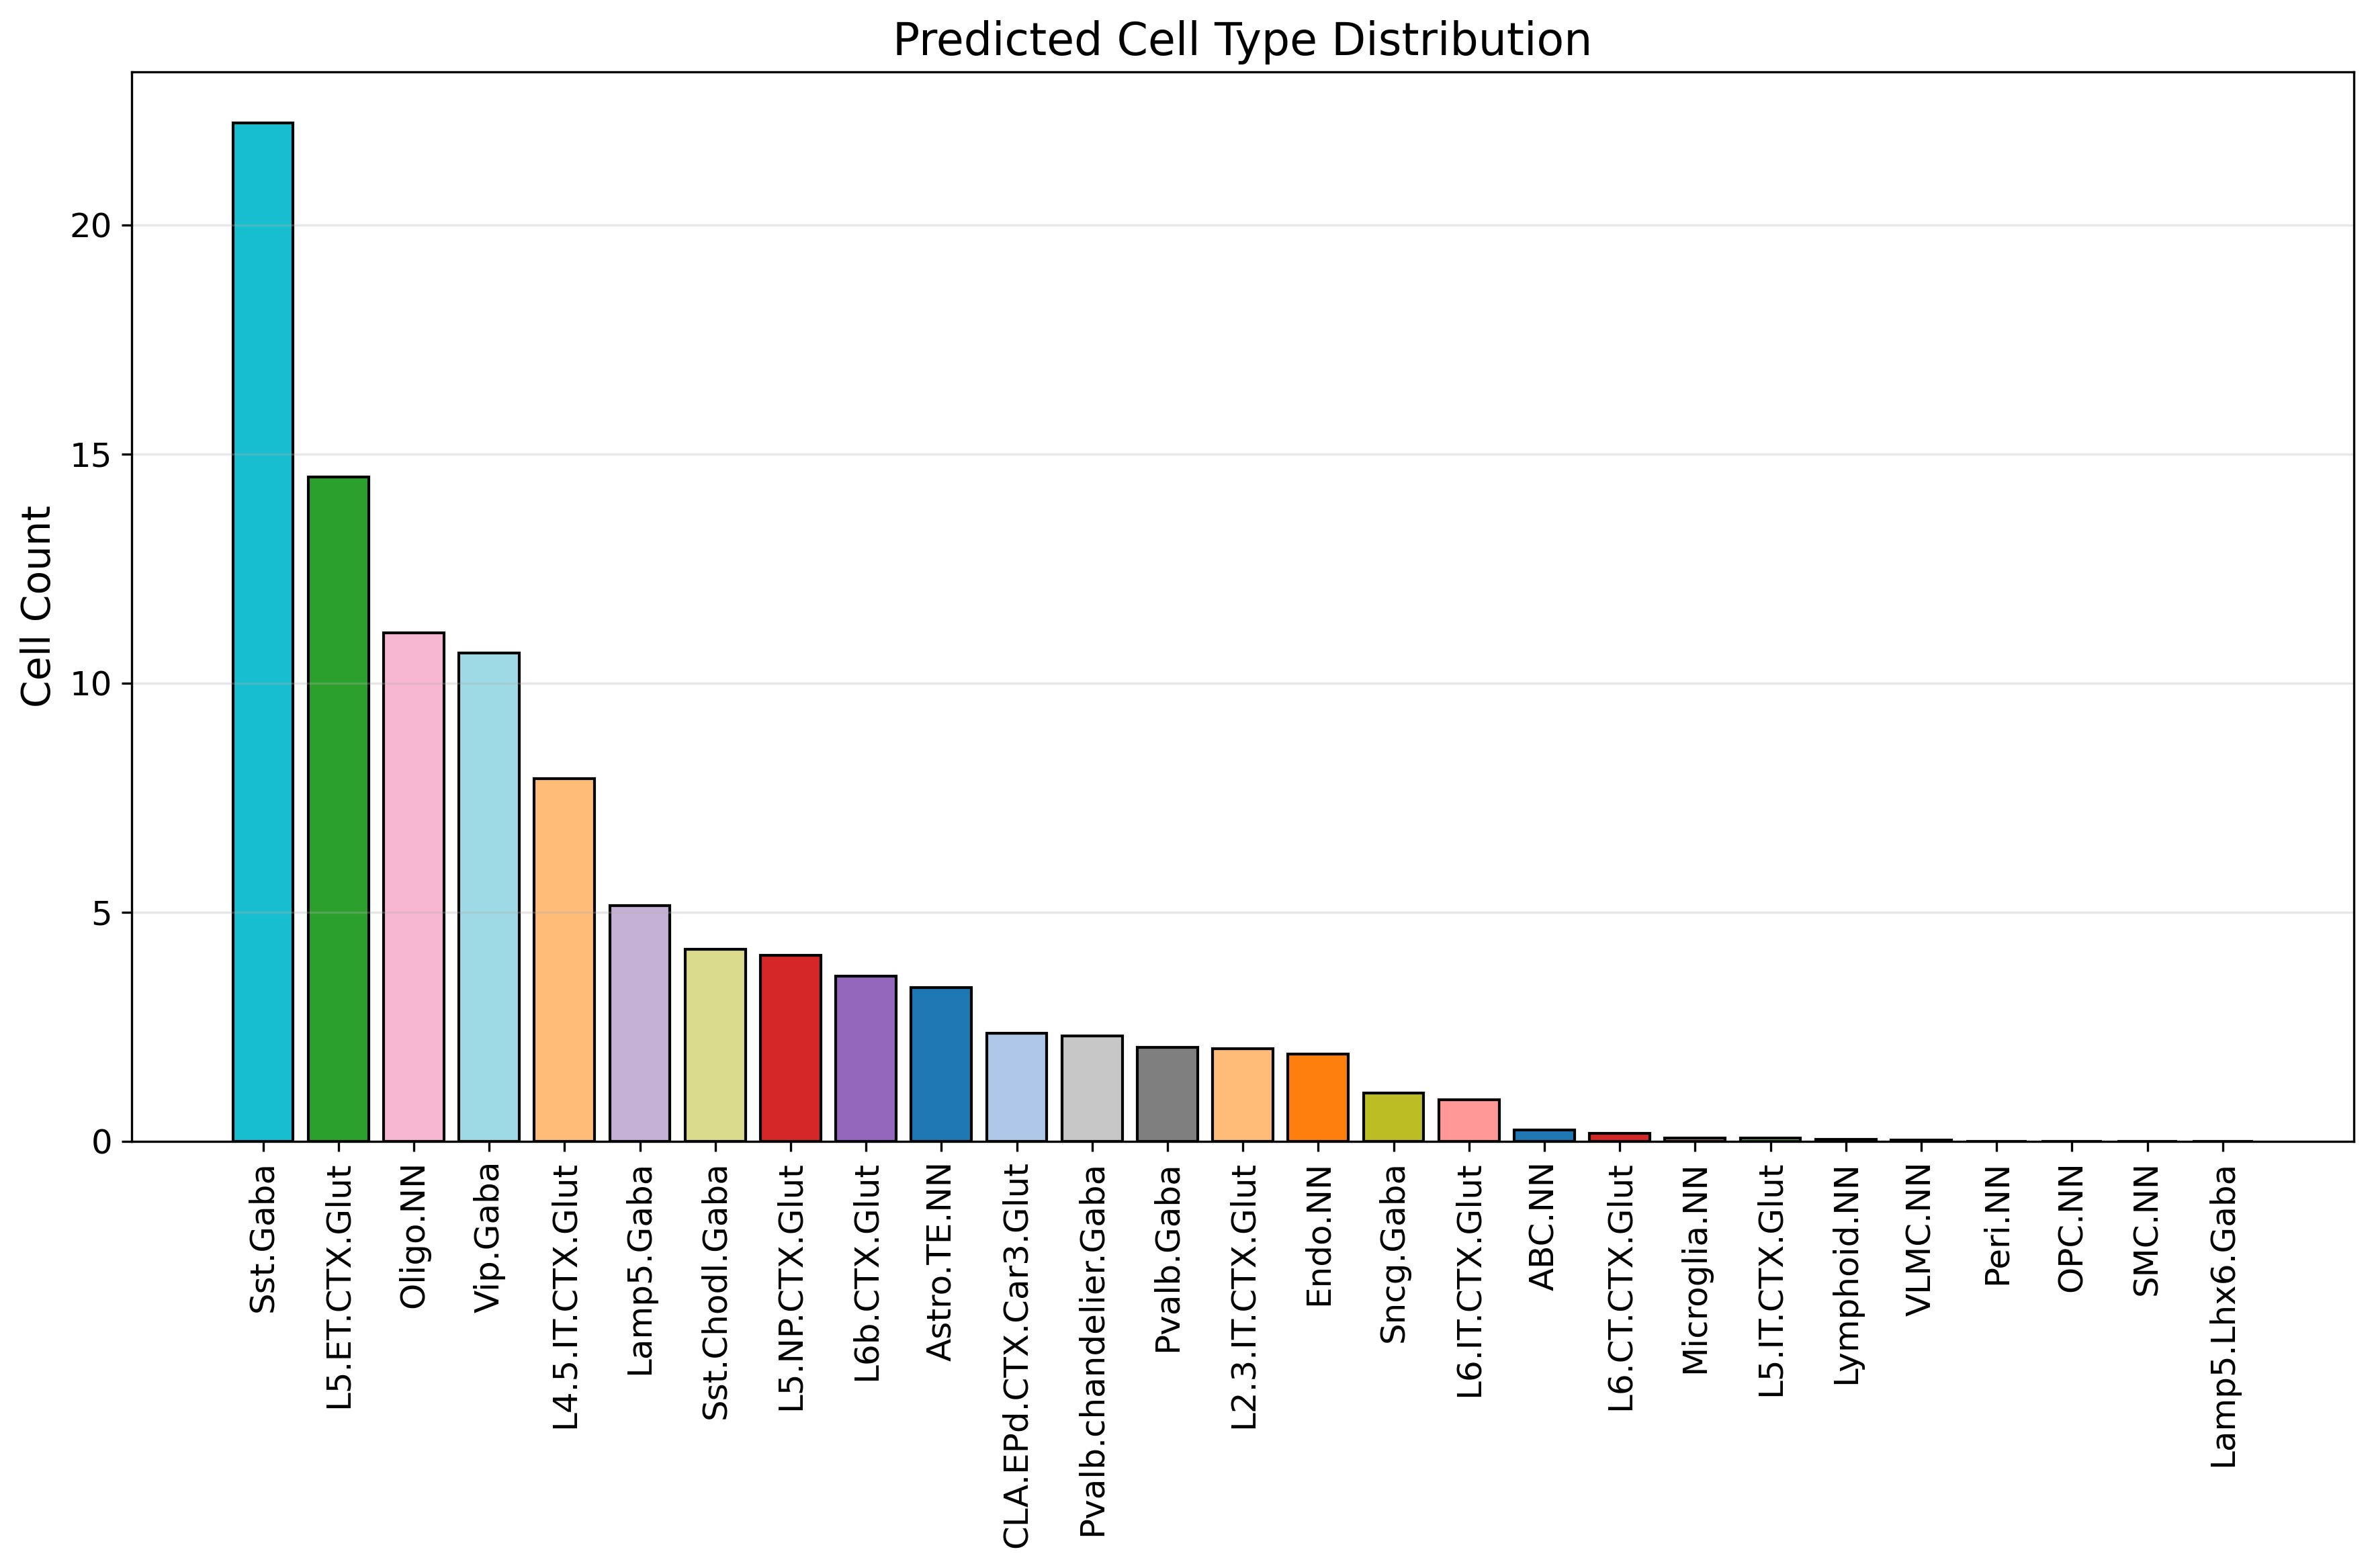 Predicted Cell Type Distribution
Cell Count
20
15
10
5
0
Sst.Gaba
L5.ET.CTX.Glut
Oligo.NN
Vip.Gaba
L4.5.IT.CTX.Glut
Lamp5.Gaba
Sst.Chodl.Gaba
L5.NP.CTX.Glut
L6b.CTX.Glut
Astro.TE.NN
CLA.EPd.CTX.Car3.Glut
Pvalb.chandelier.Gaba
Pvalb.Gaba
L2.3.IT.CTX.Glut
Endo.NN
Sncg.Gaba
L6.IT.CTX.Glut
ABC.NN
L6.CT.CTX.Glut
Microglia.NN
L5.IT.CTX.Glut
Lymphoid.NN
VLMC.NN
Peri.NN
OPC.NN
SMC.NN
Lamp5.Lhx6.Gaba